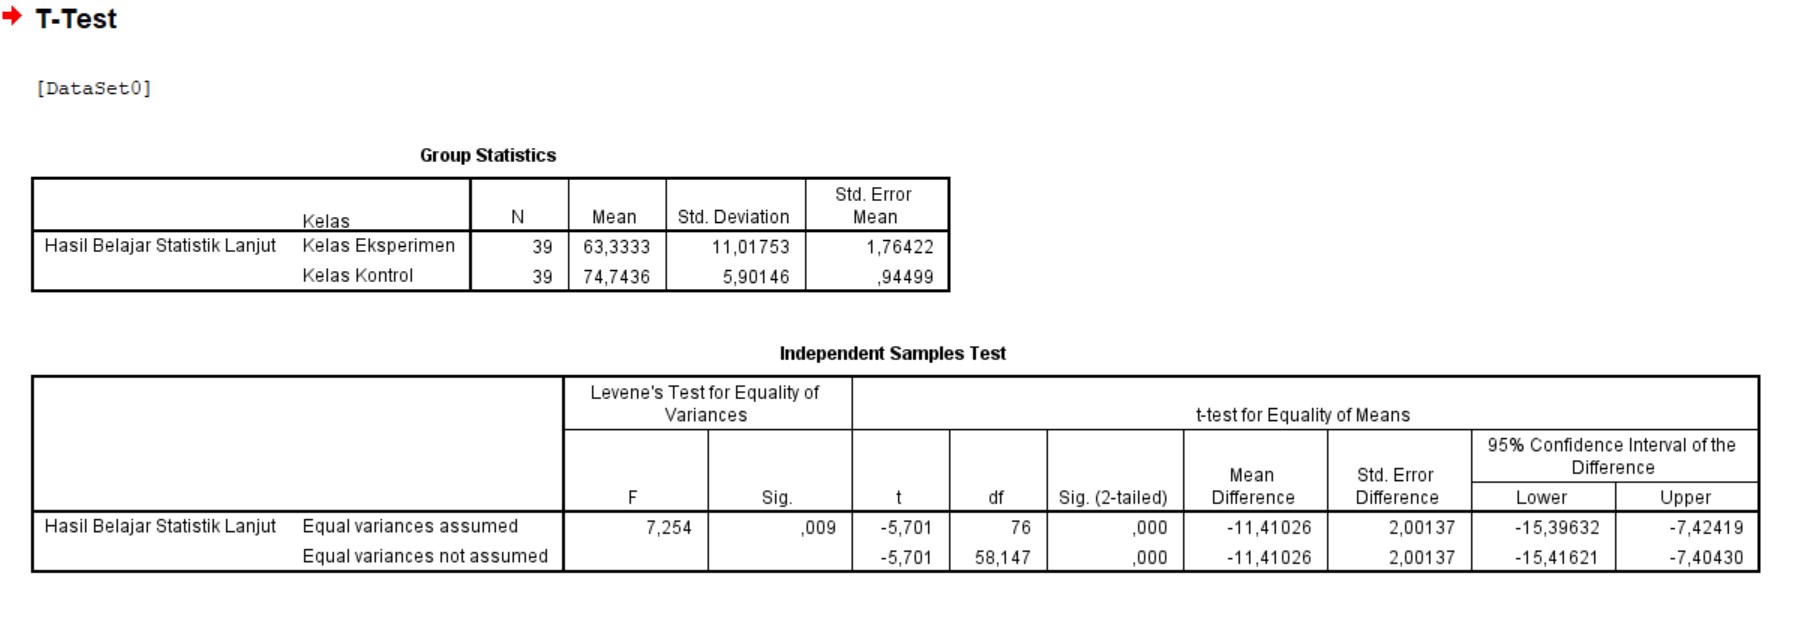 T-Test
[DataSet0]
Group Statistics
Kelas N Mean Std. Deviation Std. Error Mean
Hasil Belajar Statistik Lanjut Kelas Eksperimen 39 63,3333 11,01753 1,76422
Kelas Kontrol 39 74,7436 5,90146 ,94499
Independent Samples Test
Levene's Test for Equality of Variances t-test for Equality of Means
95% Confidence Interval of the Difference
F Sig. t df Sig. (2-tailed) Mean Difference Std. Error Difference Lower Upper
Hasil Belajar Statistik Lanjut Equal variances assumed 7,254 ,009 -5,701 76 ,000 -11,41026 2,00137 -15,39632 -7,42419
Equal variances not assumed -5,701 58,147 ,000 -11,41026 2,00137 -15,41621 -7,40430